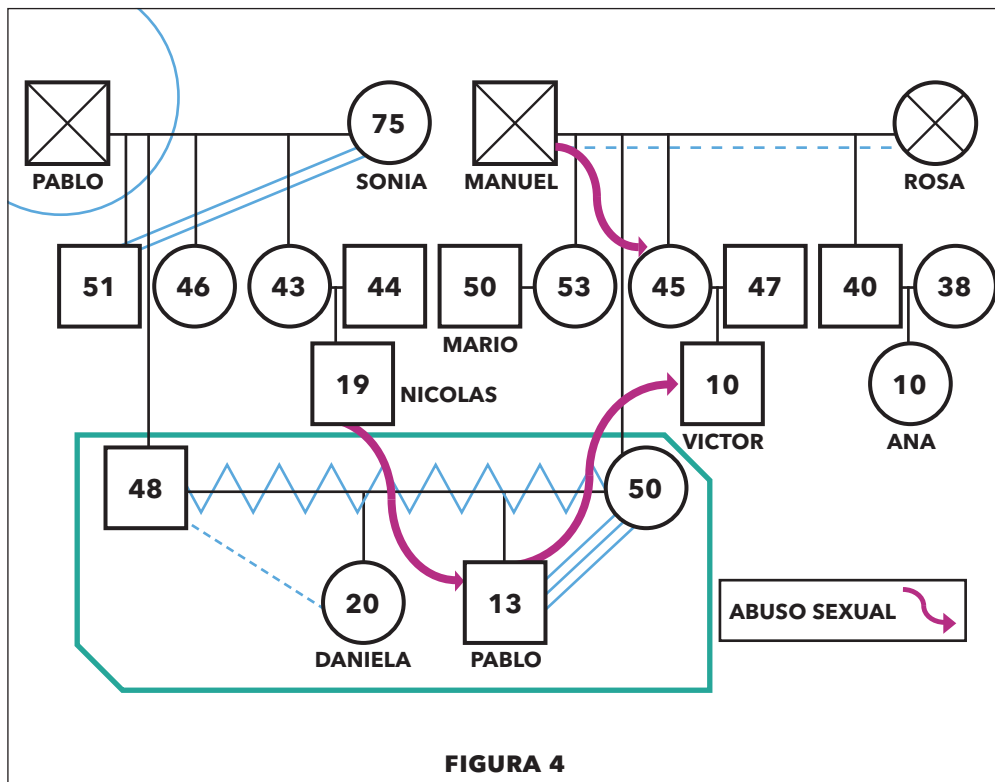 75
PABLO SONIA MANUEL ROSA
51 46 43 44 50 53 45 47 40 38
MARIO
19 NICOLAS 10 10
VICTOR ANA
48 50
20 13
DANIELA PABLO
ABUSO SEXUAL
FIGURA 4